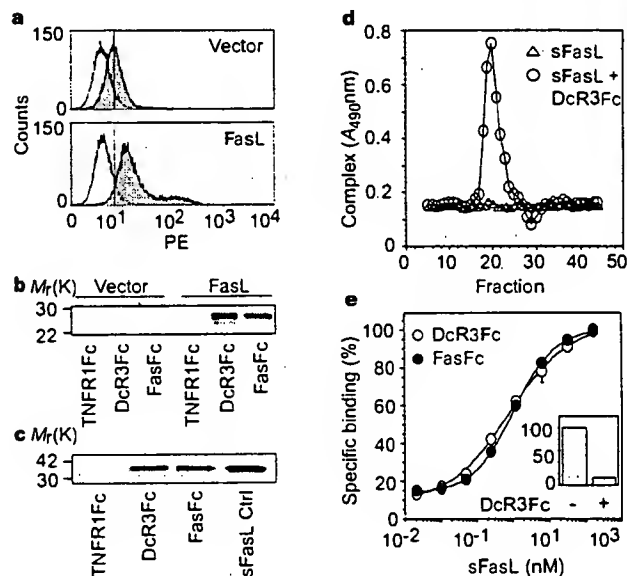 a
150
Vector
0
150
FasL
0
Counts
0 10¹ 10² 10³ 10⁴
PE
b Mr(K) Vector FasL
30
22
TNFR1Fc
DcR3Fc
FasFc
TNFR1Fc
DcR3Fc
FasFc
c Mr(K)
42
30
TNFR1Fc
DcR3Fc
FasFc
sFasL Ctrl
d
Complex (A490nm)
0.8
0.6
0.4
0.2
0
sFasL
sFasL +
DcR3Fc
0 10 20 30 40 50
Fraction
e
Specific binding (%)
100
80
60
40
20
0
DcR3Fc
FasFc
100
50
0
DcR3Fc - +
10⁻² 10⁻¹ 10¹ 10³
sFasL (nM)